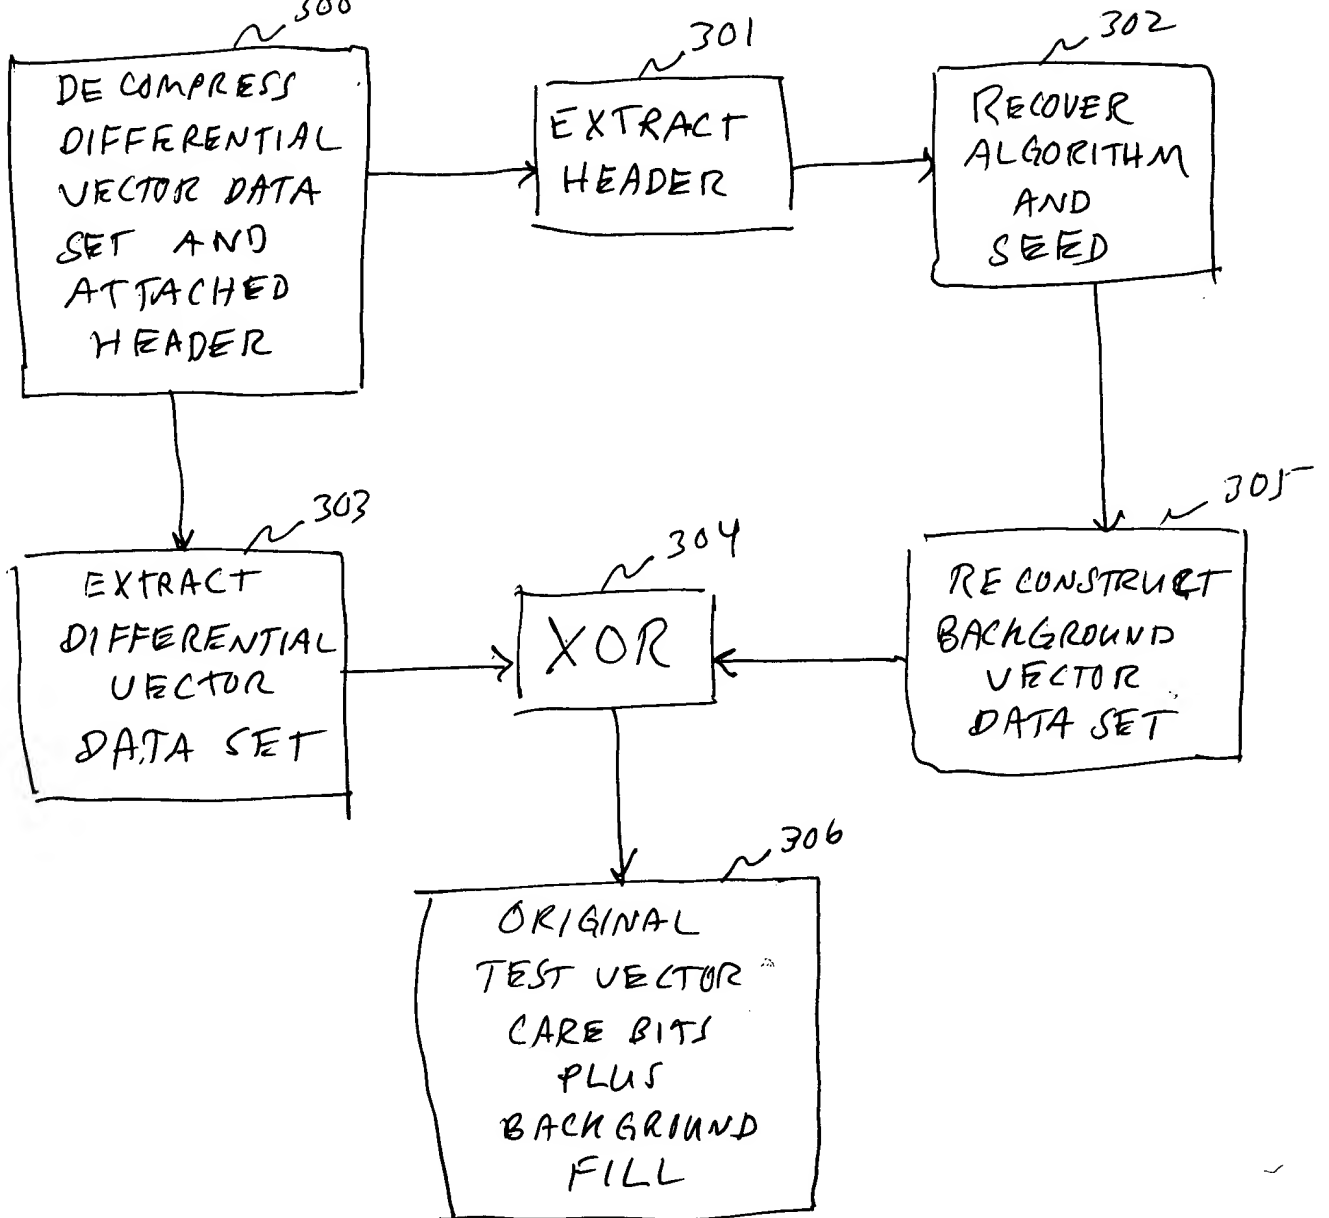 300
DECOMPRESS
DIFFERENTIAL
VECTOR DATA
SET AND
ATTACHED
HEADER
301
EXTRACT
HEADER
302
RECOVER
ALGORITHM
AND
SEED
303
EXTRACT
DIFFERENTIAL
VECTOR
DATA SET
304
XOR
305
RECONSTRUCT
BACKGROUND
VECTOR
DATA SET
306
ORIGINAL
TEST VECTOR
CARE BITS
PLUS
BACKGROUND
FILL